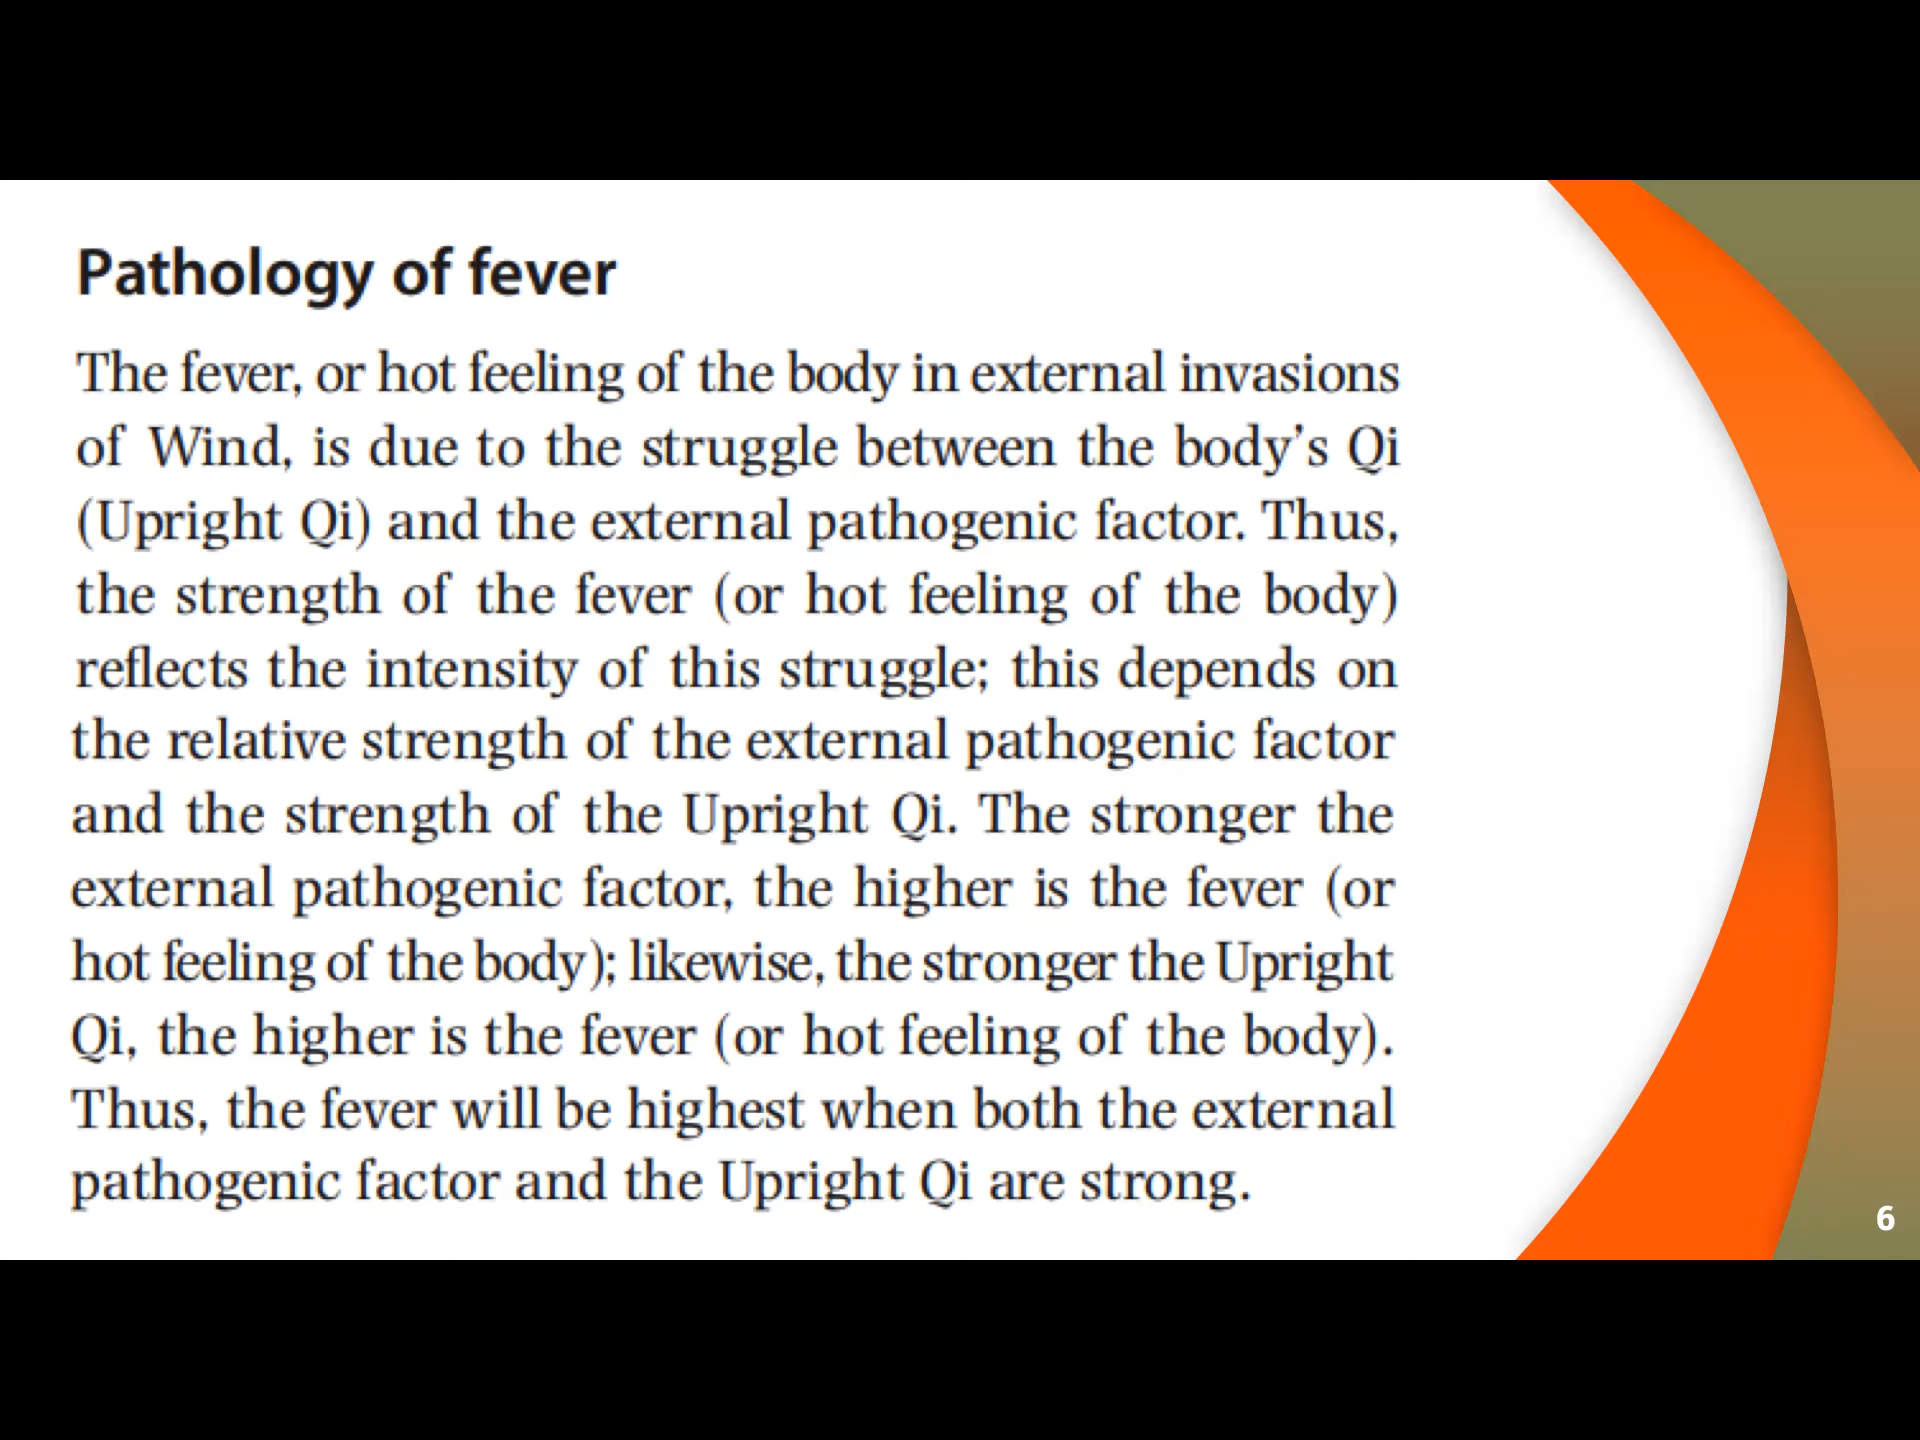 Pathology of fever
The fever, or hot feeling of the body in external invasions
of Wind, is due to the struggle between the body’s Qi
(Upright Qi) and the external pathogenic factor. Thus,
the strength of the fever (or hot feeling of the body)
reflects the intensity of this struggle; this depends on
the relative strength of the external pathogenic factor
and the strength of the Upright Qi. The stronger the
external pathogenic factor, the higher is the fever (or
hot feeling of the body); likewise, the stronger the Upright
Qi, the higher is the fever (or hot feeling of the body).
Thus, the fever will be highest when both the external
pathogenic factor and the Upright Qi are strong.
6